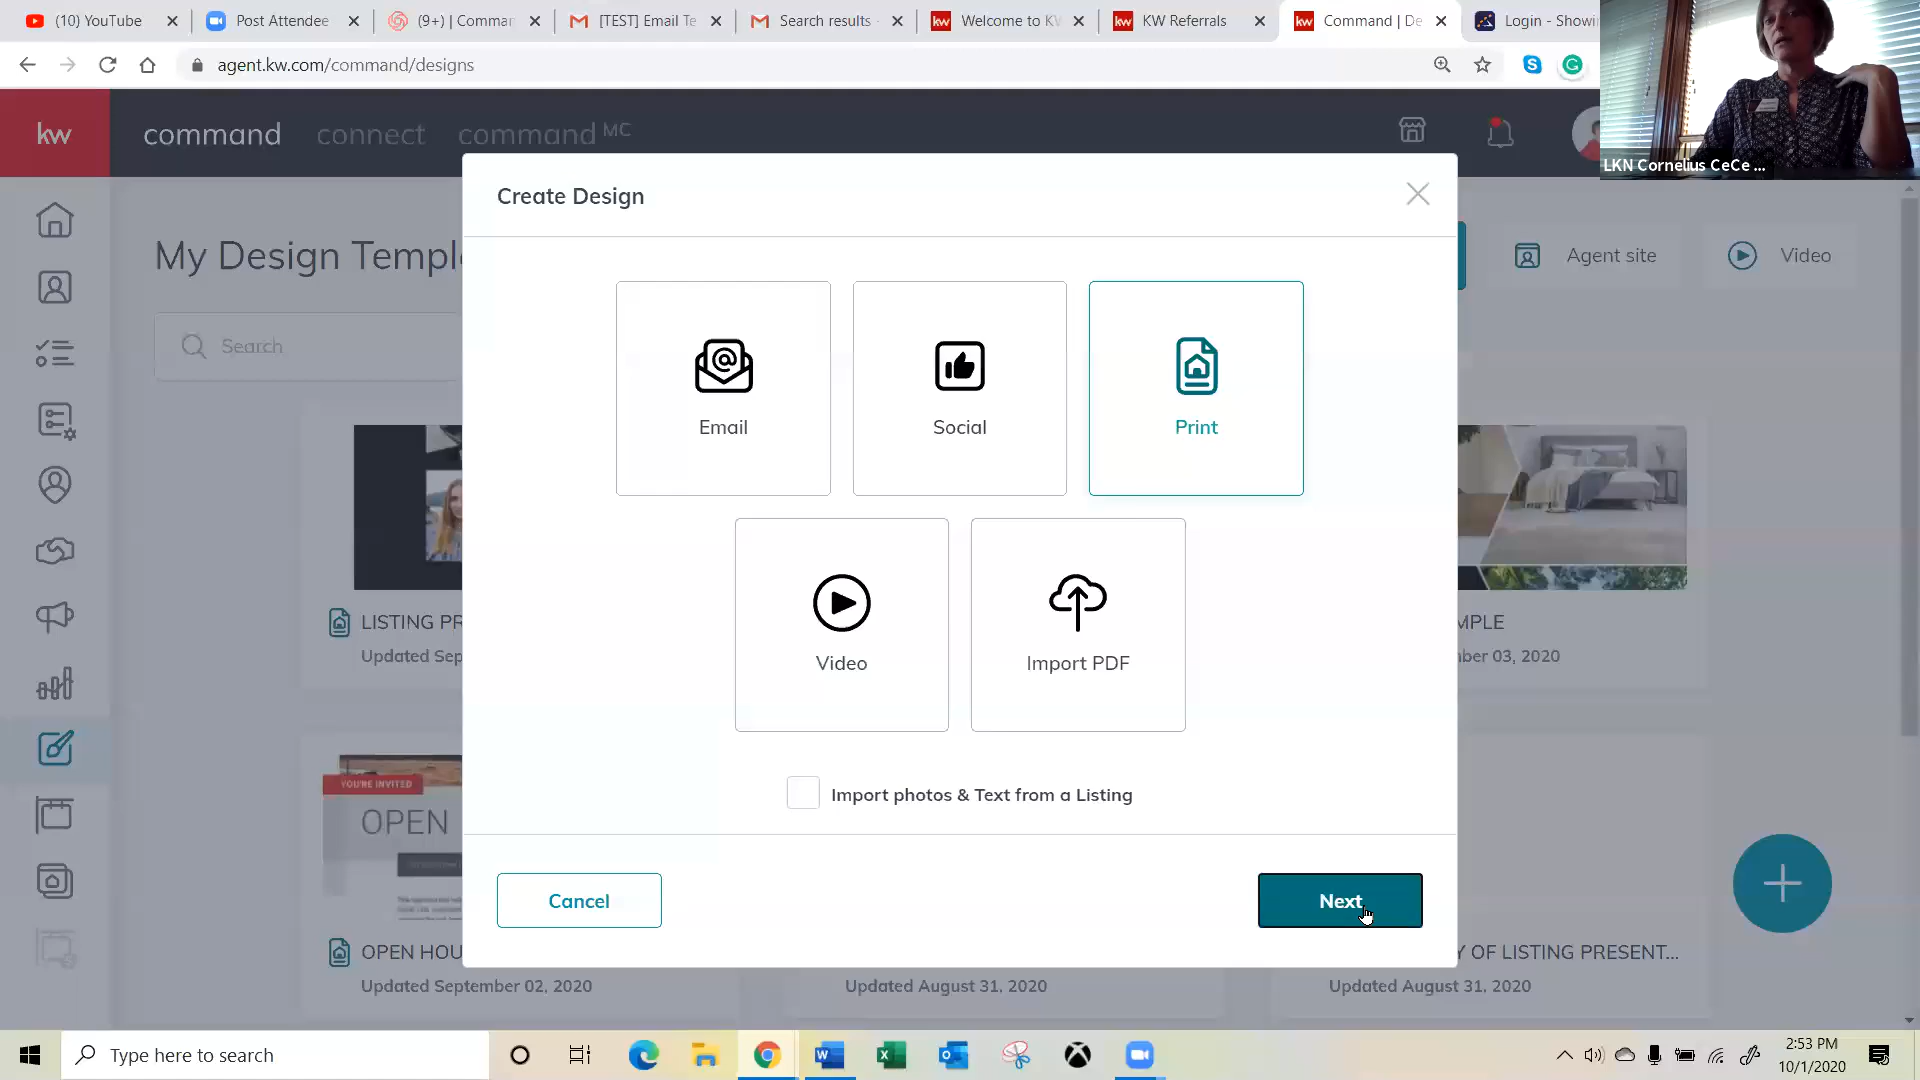 (10) YouTube
Post Attendee
(9+) | Comman
[TEST] Email Te
Search results
Welcome to KW
KW Referrals
Command | De
Login - Showi
agent.kw.com/command/designs
LKN Cornelius CeCe ...
kw
command
connect
command MC
Create Design
My Design Templ
Agent site
Video
Search
Email
Social
Print
Video
Import PDF
LISTING PR
Updated Sep
MPLE
ber 03, 2020
Import photos & Text from a Listing
YOU'RE INVITED
OPEN
Cancel
Next
OPEN HOU
Updated September 02, 2020
Updated August 31, 2020
Y OF LISTING PRESENT...
Updated August 31, 2020
Type here to search
2:53 PM
10/1/2020